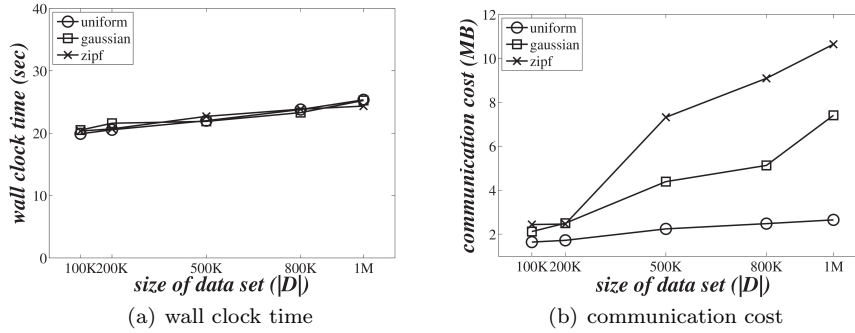 40
30
20
10
0
wall clock time (sec)
uniform
gaussian
zipf
100K 200K 500K 800K 1M
size of data set (|D|)
(a) wall clock time
12
10
8
6
4
2
communication cost (MB)
uniform
gaussian
zipf
100K 200K 500K 800K 1M
size of data set (|D|)
(b) communication cost